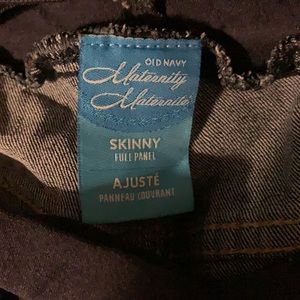 OLD NAVY
Maternity
Maternité
SKINNY
FULL PANEL
AJUSTÉ
PANNEAU COUVRANT